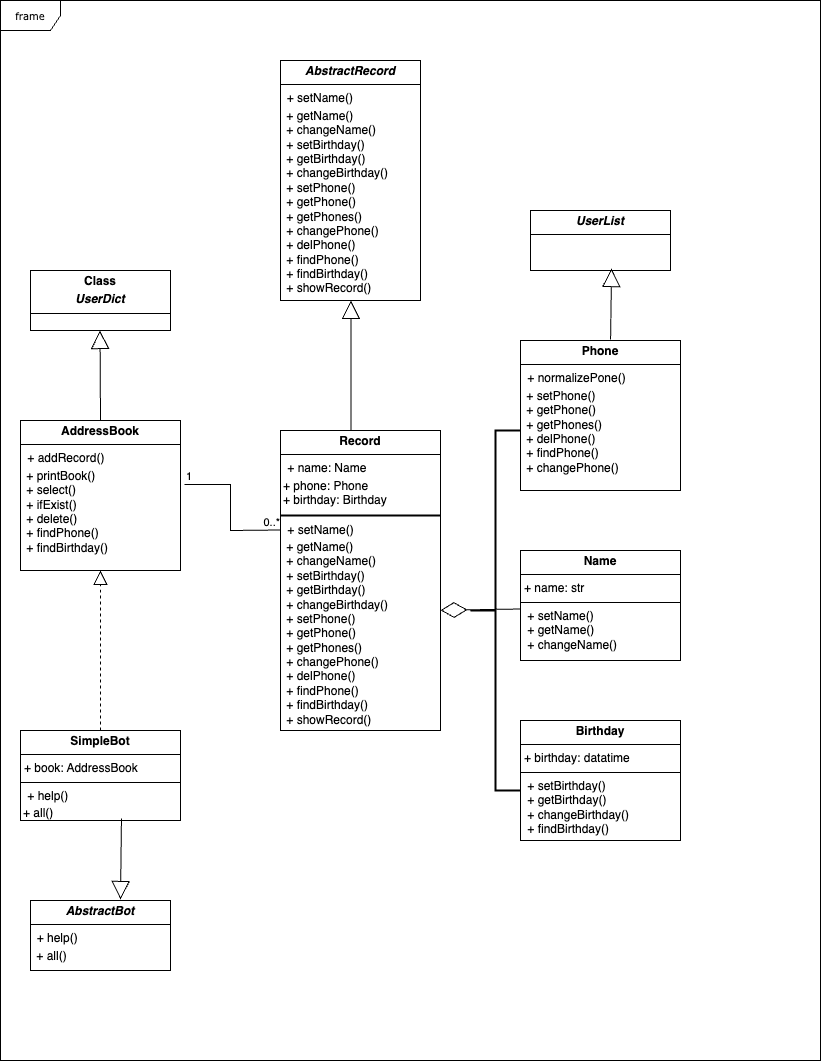 frame
AbstractRecord
+ setName()
+ getName()
+ changeName()
+ setBirthday()
+ getBirthday()
+ changeBirthday()
+ setPhone()
+ getPhone()
+ getPhones()
+ changePhone()
+ delPhone()
+ findPhone()
+ findBirthday()
+ showRecord()
UserList
Class
UserDict
Phone
+ normalizePone()
+ setPhone()
+ getPhone()
+ getPhones()
+ delPhone()
+ findPhone()
+ changePhone()
AddressBook
+ addRecord()
+ printBook()
+ select()
+ ifExist()
+ delete()
+ findPhone()
+ findBirthday()
1
0..*
Record
+ name: Name
+ phone: Phone
+ birthday: Birthday
+ setName()
+ getName()
+ changeName()
+ setBirthday()
+ getBirthday()
+ changeBirthday()
+ setPhone()
+ getPhone()
+ getPhones()
+ changePhone()
+ delPhone()
+ findPhone()
+ findBirthday()
+ showRecord()
Name
+ name: str
+ setName()
+ getName()
+ changeName()
Birthday
+ birthday: datatime
+ setBirthday()
+ getBirthday()
+ changeBirthday()
+ findBirthday()
SimpleBot
+ book: AddressBook
+ help()
+ all()
AbstractBot
+ help()
+ all()